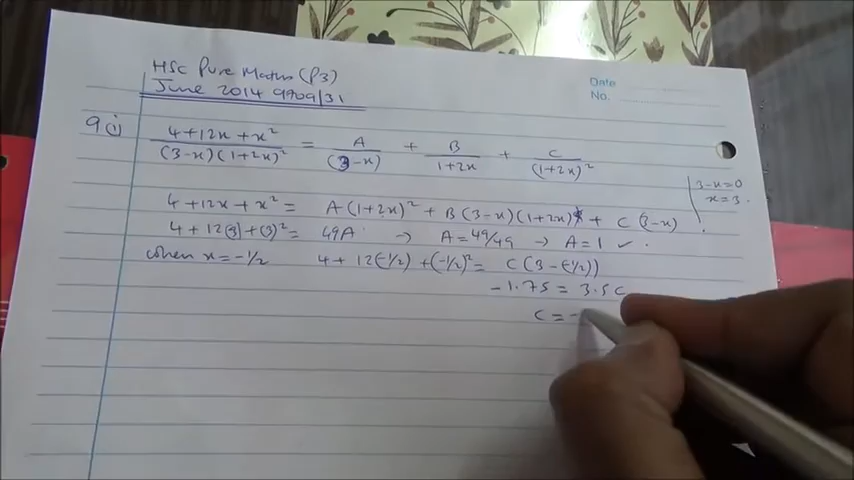 HSC Pure Maths (P3)
June 2014 9709/31
Date
No.
9(i) (4+12x+x²)/((3-x)(1+2x)²) = A/(3-x) + B/(1+2x) + C/(1+2x)²
3-x=0
x=3.
4+12x+x² = A(1+2x)² + B(3-x)(1+2x) + C(3-x)
4+12(3)+(3)² = 49A → A=49/49 → A=1 ✓.
when x=-1/2 4+12(-1/2)+(-1/2)² = C(3-(-1/2))
-1.75 = 3.5C
C = -